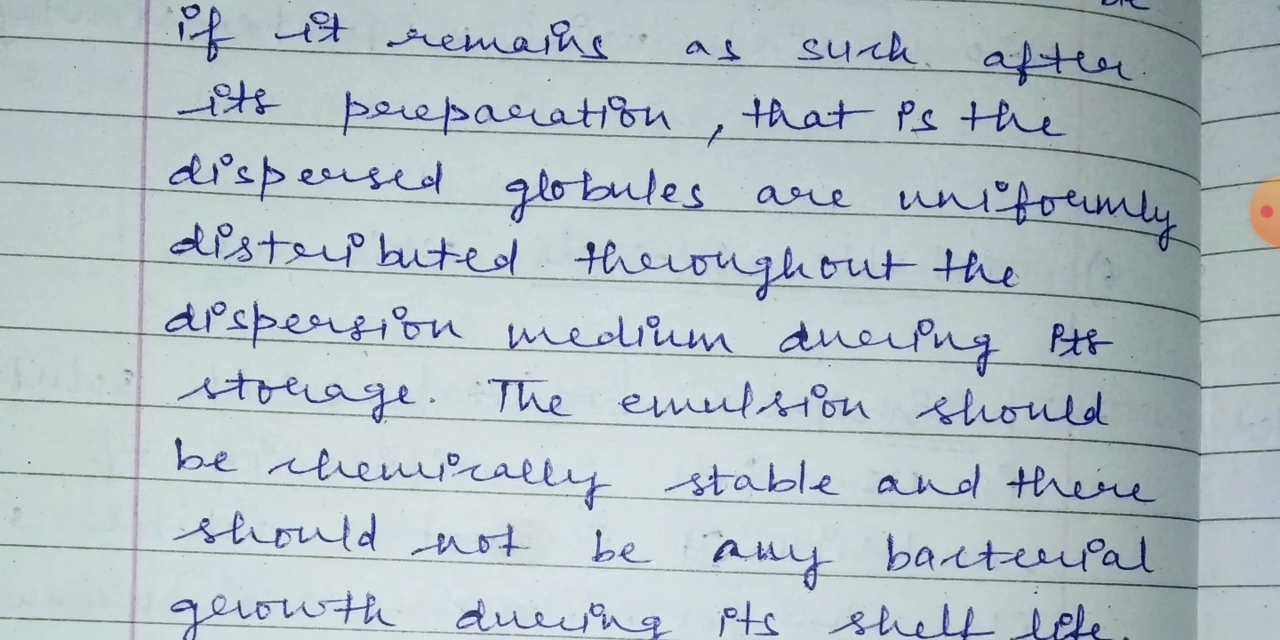 if it remains as such after
its preparation, that is the
dispersed globules are uniformly
distributed throughout the
dispersion medium during its
storage. The emulsion should
be chemically stable and there
should not be any bacterial
growth during its shelf life.